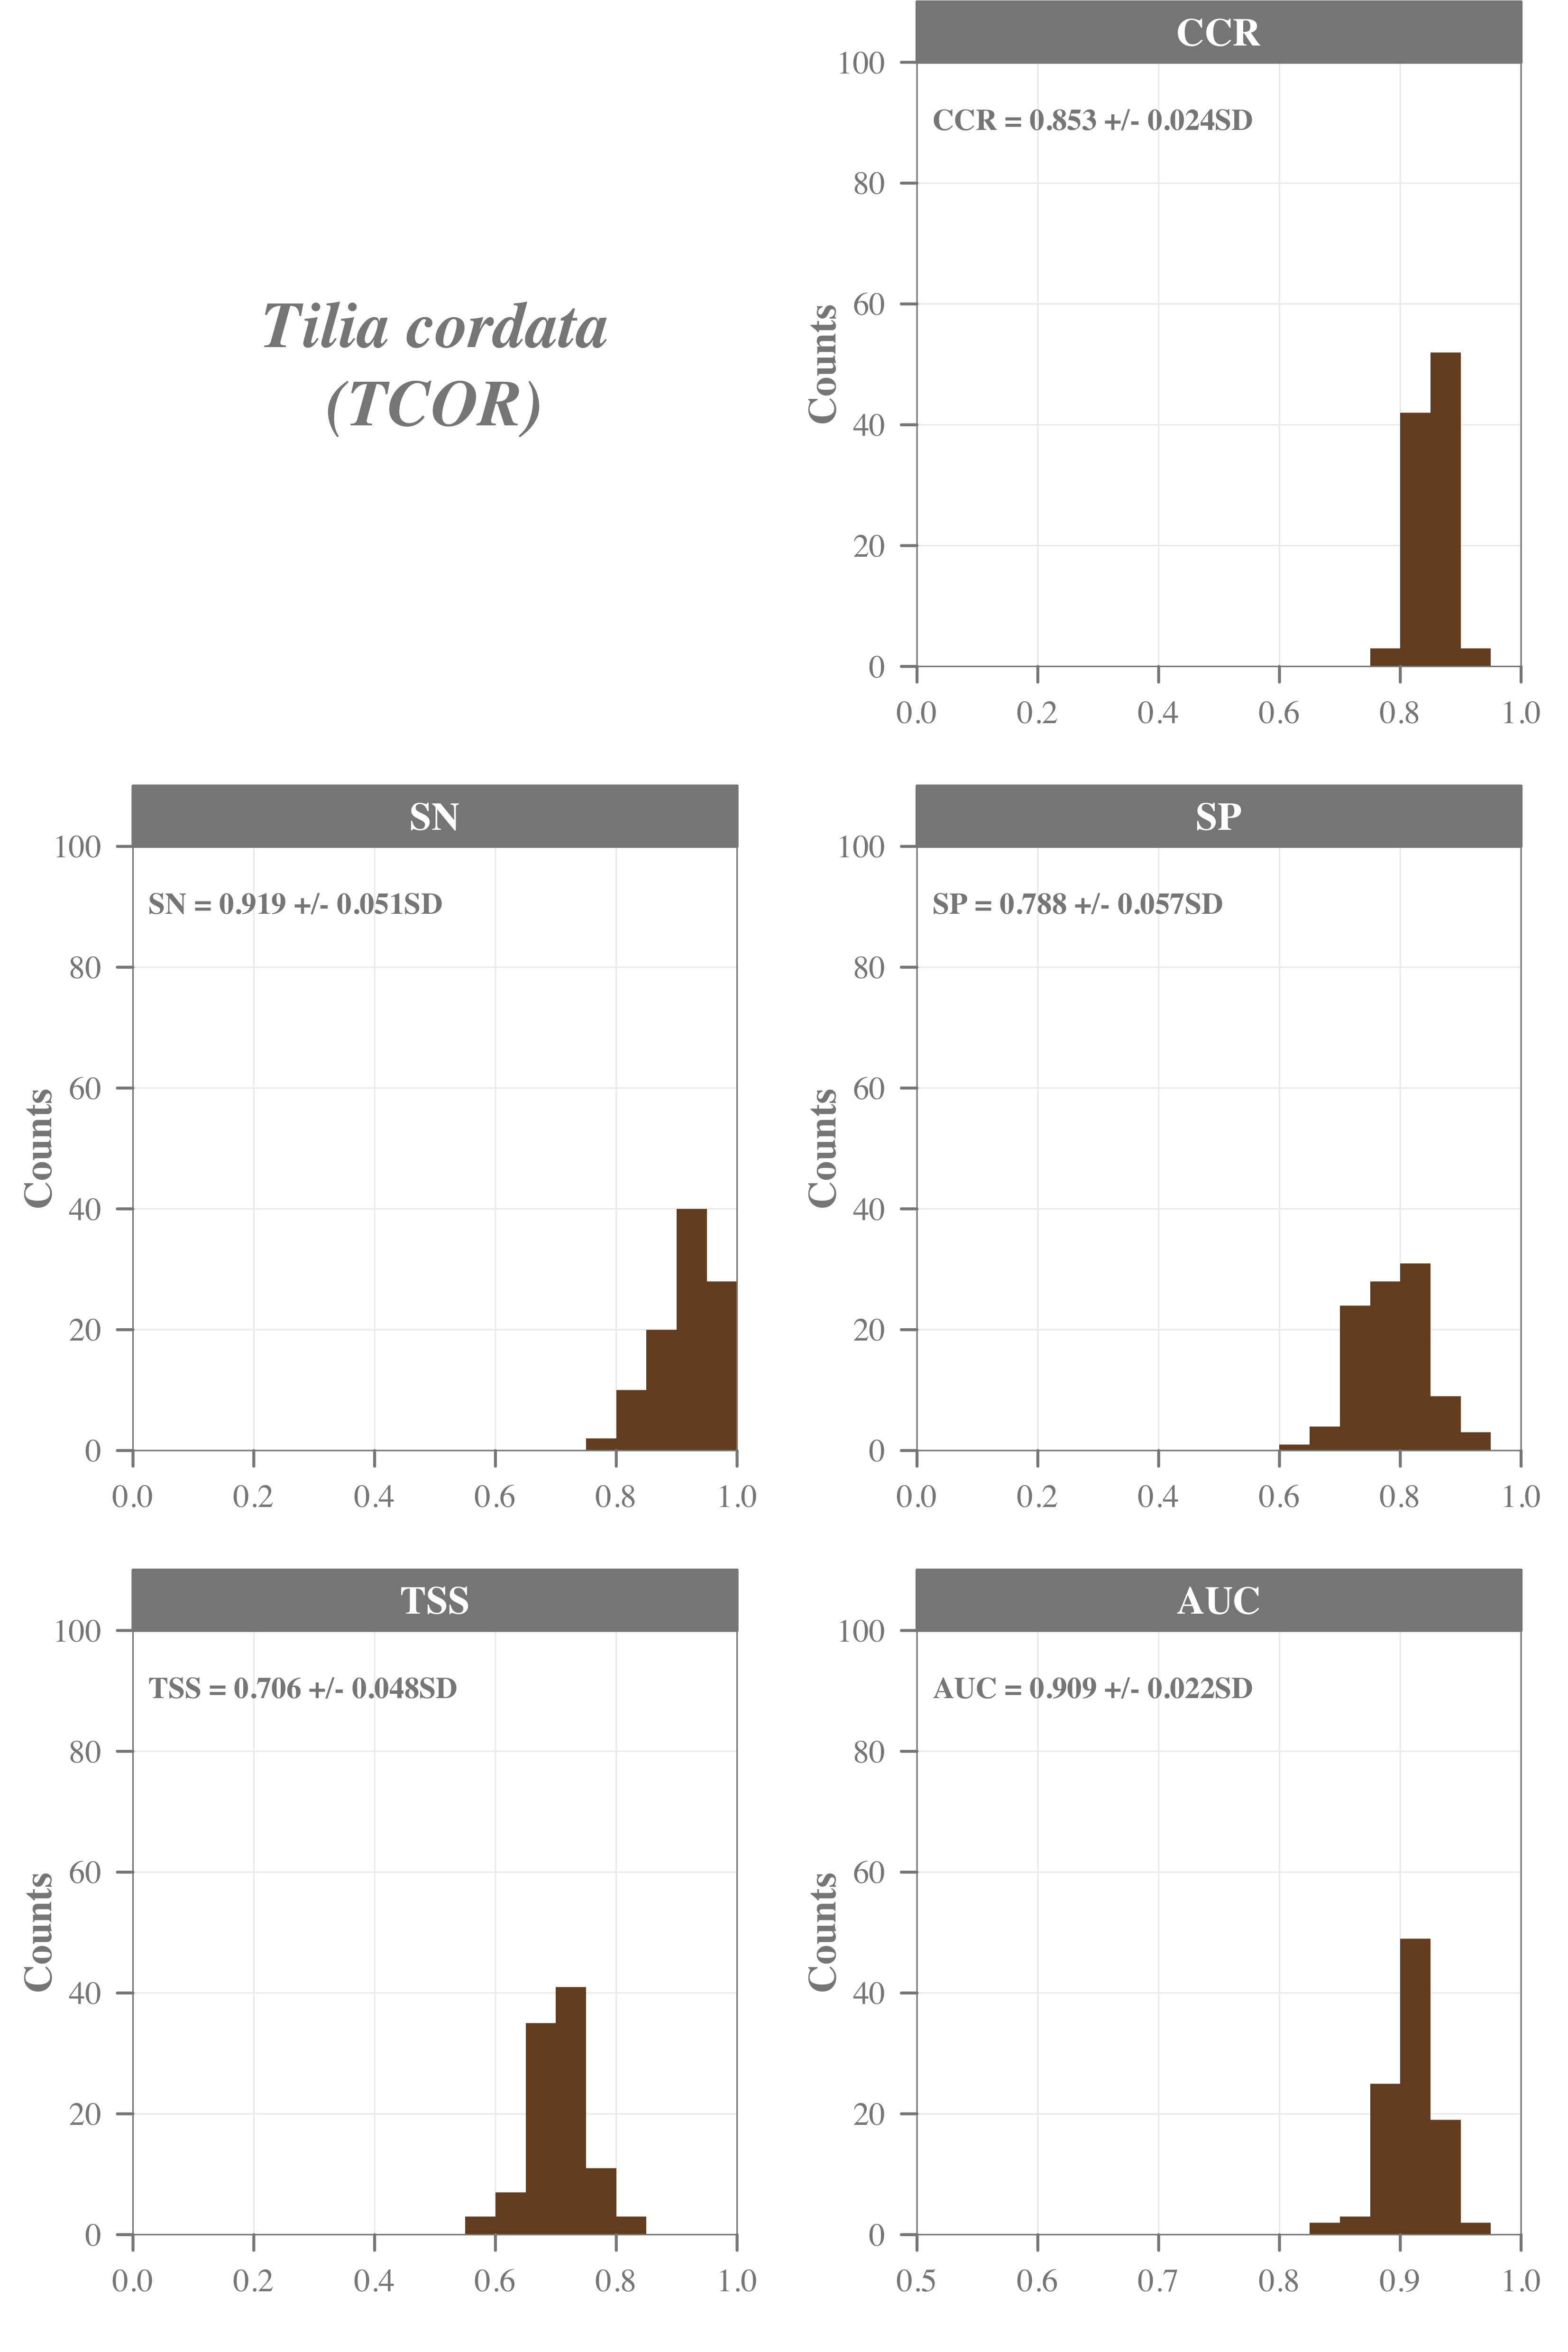 Tilia cordata
(TCOR)
CCR
CCR = 0.853 +/- 0.024SD
Counts
100
80
60
40
20
0
0.0 0.2 0.4 0.6 0.8 1.0
SN
SN = 0.919 +/- 0.051SD
Counts
100
80
60
40
20
0
0.0 0.2 0.4 0.6 0.8 1.0
SP
SP = 0.788 +/- 0.057SD
Counts
100
80
60
40
20
0
0.0 0.2 0.4 0.6 0.8 1.0
TSS
TSS = 0.706 +/- 0.048SD
Counts
100
80
60
40
20
0
0.0 0.2 0.4 0.6 0.8 1.0
AUC
AUC = 0.909 +/- 0.022SD
Counts
100
80
60
40
20
0
0.5 0.6 0.7 0.8 0.9 1.0